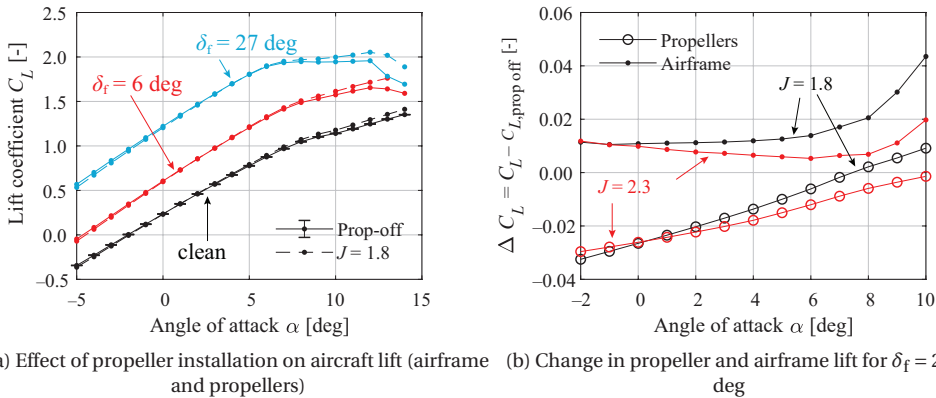 Lift coefficient C_L [-]
2.5
2.0
1.5
1.0
0.5
0.0
−0.5
δ_f = 27 deg
δ_f = 6 deg
clean
Prop-off
J = 1.8
−5
0
5
10
15
Angle of attack α [deg]
a) Effect of propeller installation on aircraft lift (airframe
and propellers)
Δ C_L = C_L − C_L,prop off [-]
0.06
0.04
0.02
0.00
−0.02
−0.04
Propellers
Airframe
J = 1.8
J = 2.3
−2
0
2
4
6
8
10
Angle of attack α [deg]
(b) Change in propeller and airframe lift for δ_f = 2
deg